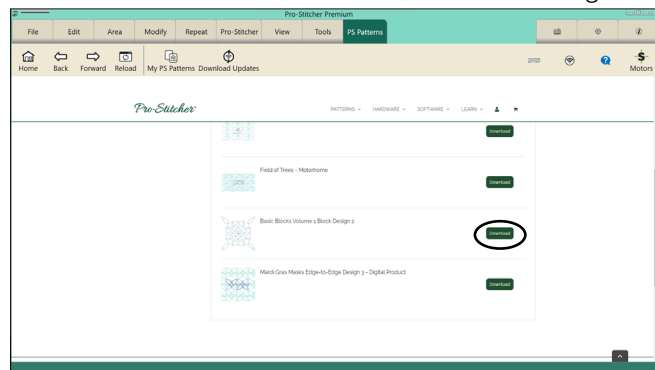 Pro-Stitcher Premium
File Edit Area Modify Repeat Pro-Stitcher View Tools PS Patterns
Home Back Forward Reload My PS Patterns Download Updates Motors
Pro-Stitcher PATTERNS HARDWARE SOFTWARE LEARN
Download
Field of Trees - Motorhome
Download
Basic Blocks Volume 1 Block Design 2
Download
Mardi Gras Masks Edge-to-Edge Design 3 - Digital Product
Download